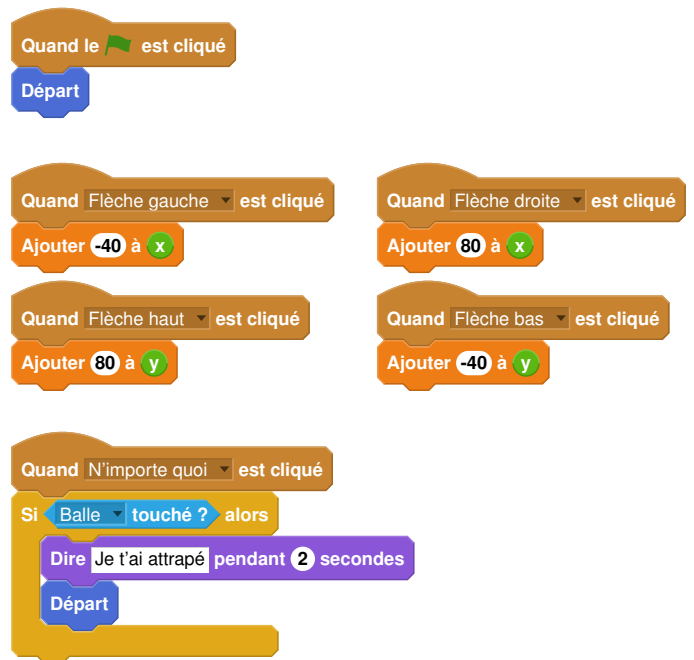 Quand le est cliqué
Départ
Quand Flèche gauche est cliqué
Ajouter -40 à x
Quand Flèche droite est cliqué
Ajouter 80 à x
Quand Flèche haut est cliqué
Ajouter 80 à y
Quand Flèche bas est cliqué
Ajouter -40 à y
Quand N'importe quoi est cliqué
Si Balle touché ? alors
Dire Je t'ai attrapé pendant 2 secondes
Départ